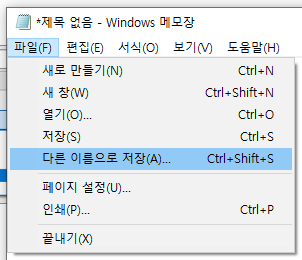 *제목 없음 - Windows 메모장
파일(F) 편집(E) 서식(O) 보기(V) 도움말(H)
새로 만들기(N) Ctrl+N
새 창(W) Ctrl+Shift+N
열기(O)... Ctrl+O
저장(S) Ctrl+S
다른 이름으로 저장(A)... Ctrl+Shift+S
페이지 설정(U)...
인쇄(P)... Ctrl+P
끝내기(X)